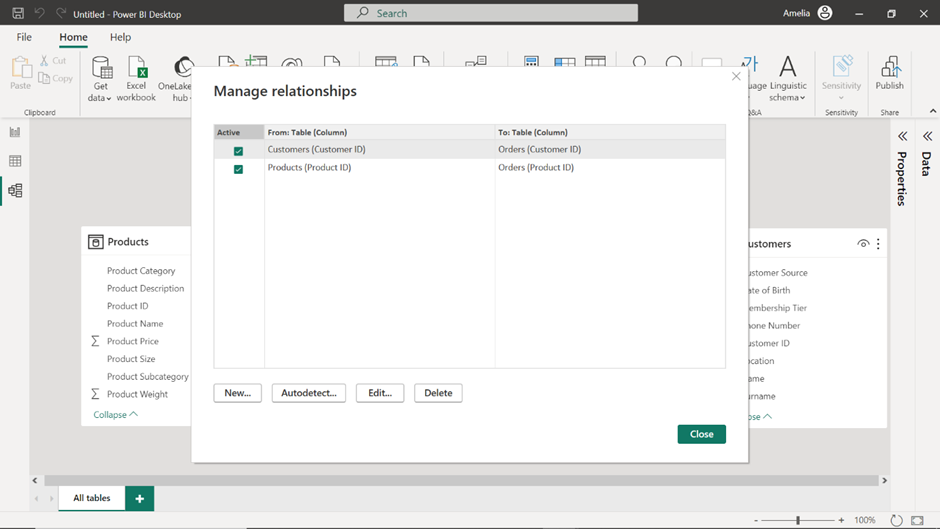 Untitled - Power BI Desktop
Search
Amelia
File
Home
Help
Paste
Cut
Copy
Clipboard
Get
data
Excel
workbook
OneLake
hub
Linguistic
schema
Sensitivity
Sensitivity
Publish
Share
Manage relationships
Active From: Table (Column) To: Table (Column)
Customers (Customer ID) Orders (Customer ID)
Products (Product ID) Orders (Product ID)
New... Autodetect... Edit... Delete
Close
Products
Product Category
Product Description
Product ID
Product Name
Σ Product Price
Product Size
Product Subcategory
Σ Product Weight
Collapse
ustomers
ustomer Source
ate of Birth
embership Tier
one Number
ustomer ID
ocation
ame
urname
Properties
Data
All tables
+
- + 100%